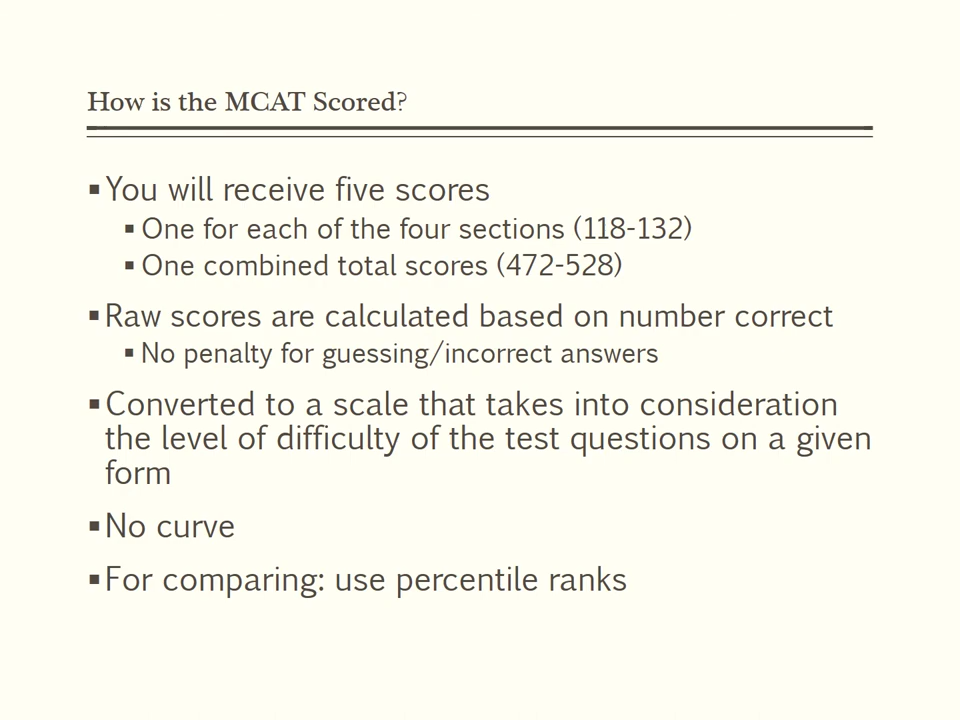 How is the MCAT Scored?
▪You will receive five scores
▪ One for each of the four sections (118-132)
▪ One combined total scores (472-528)
▪Raw scores are calculated based on number correct
▪ No penalty for guessing/incorrect answers
▪Converted to a scale that takes into consideration
the level of difficulty of the test questions on a given
form
▪No curve
▪For comparing: use percentile ranks